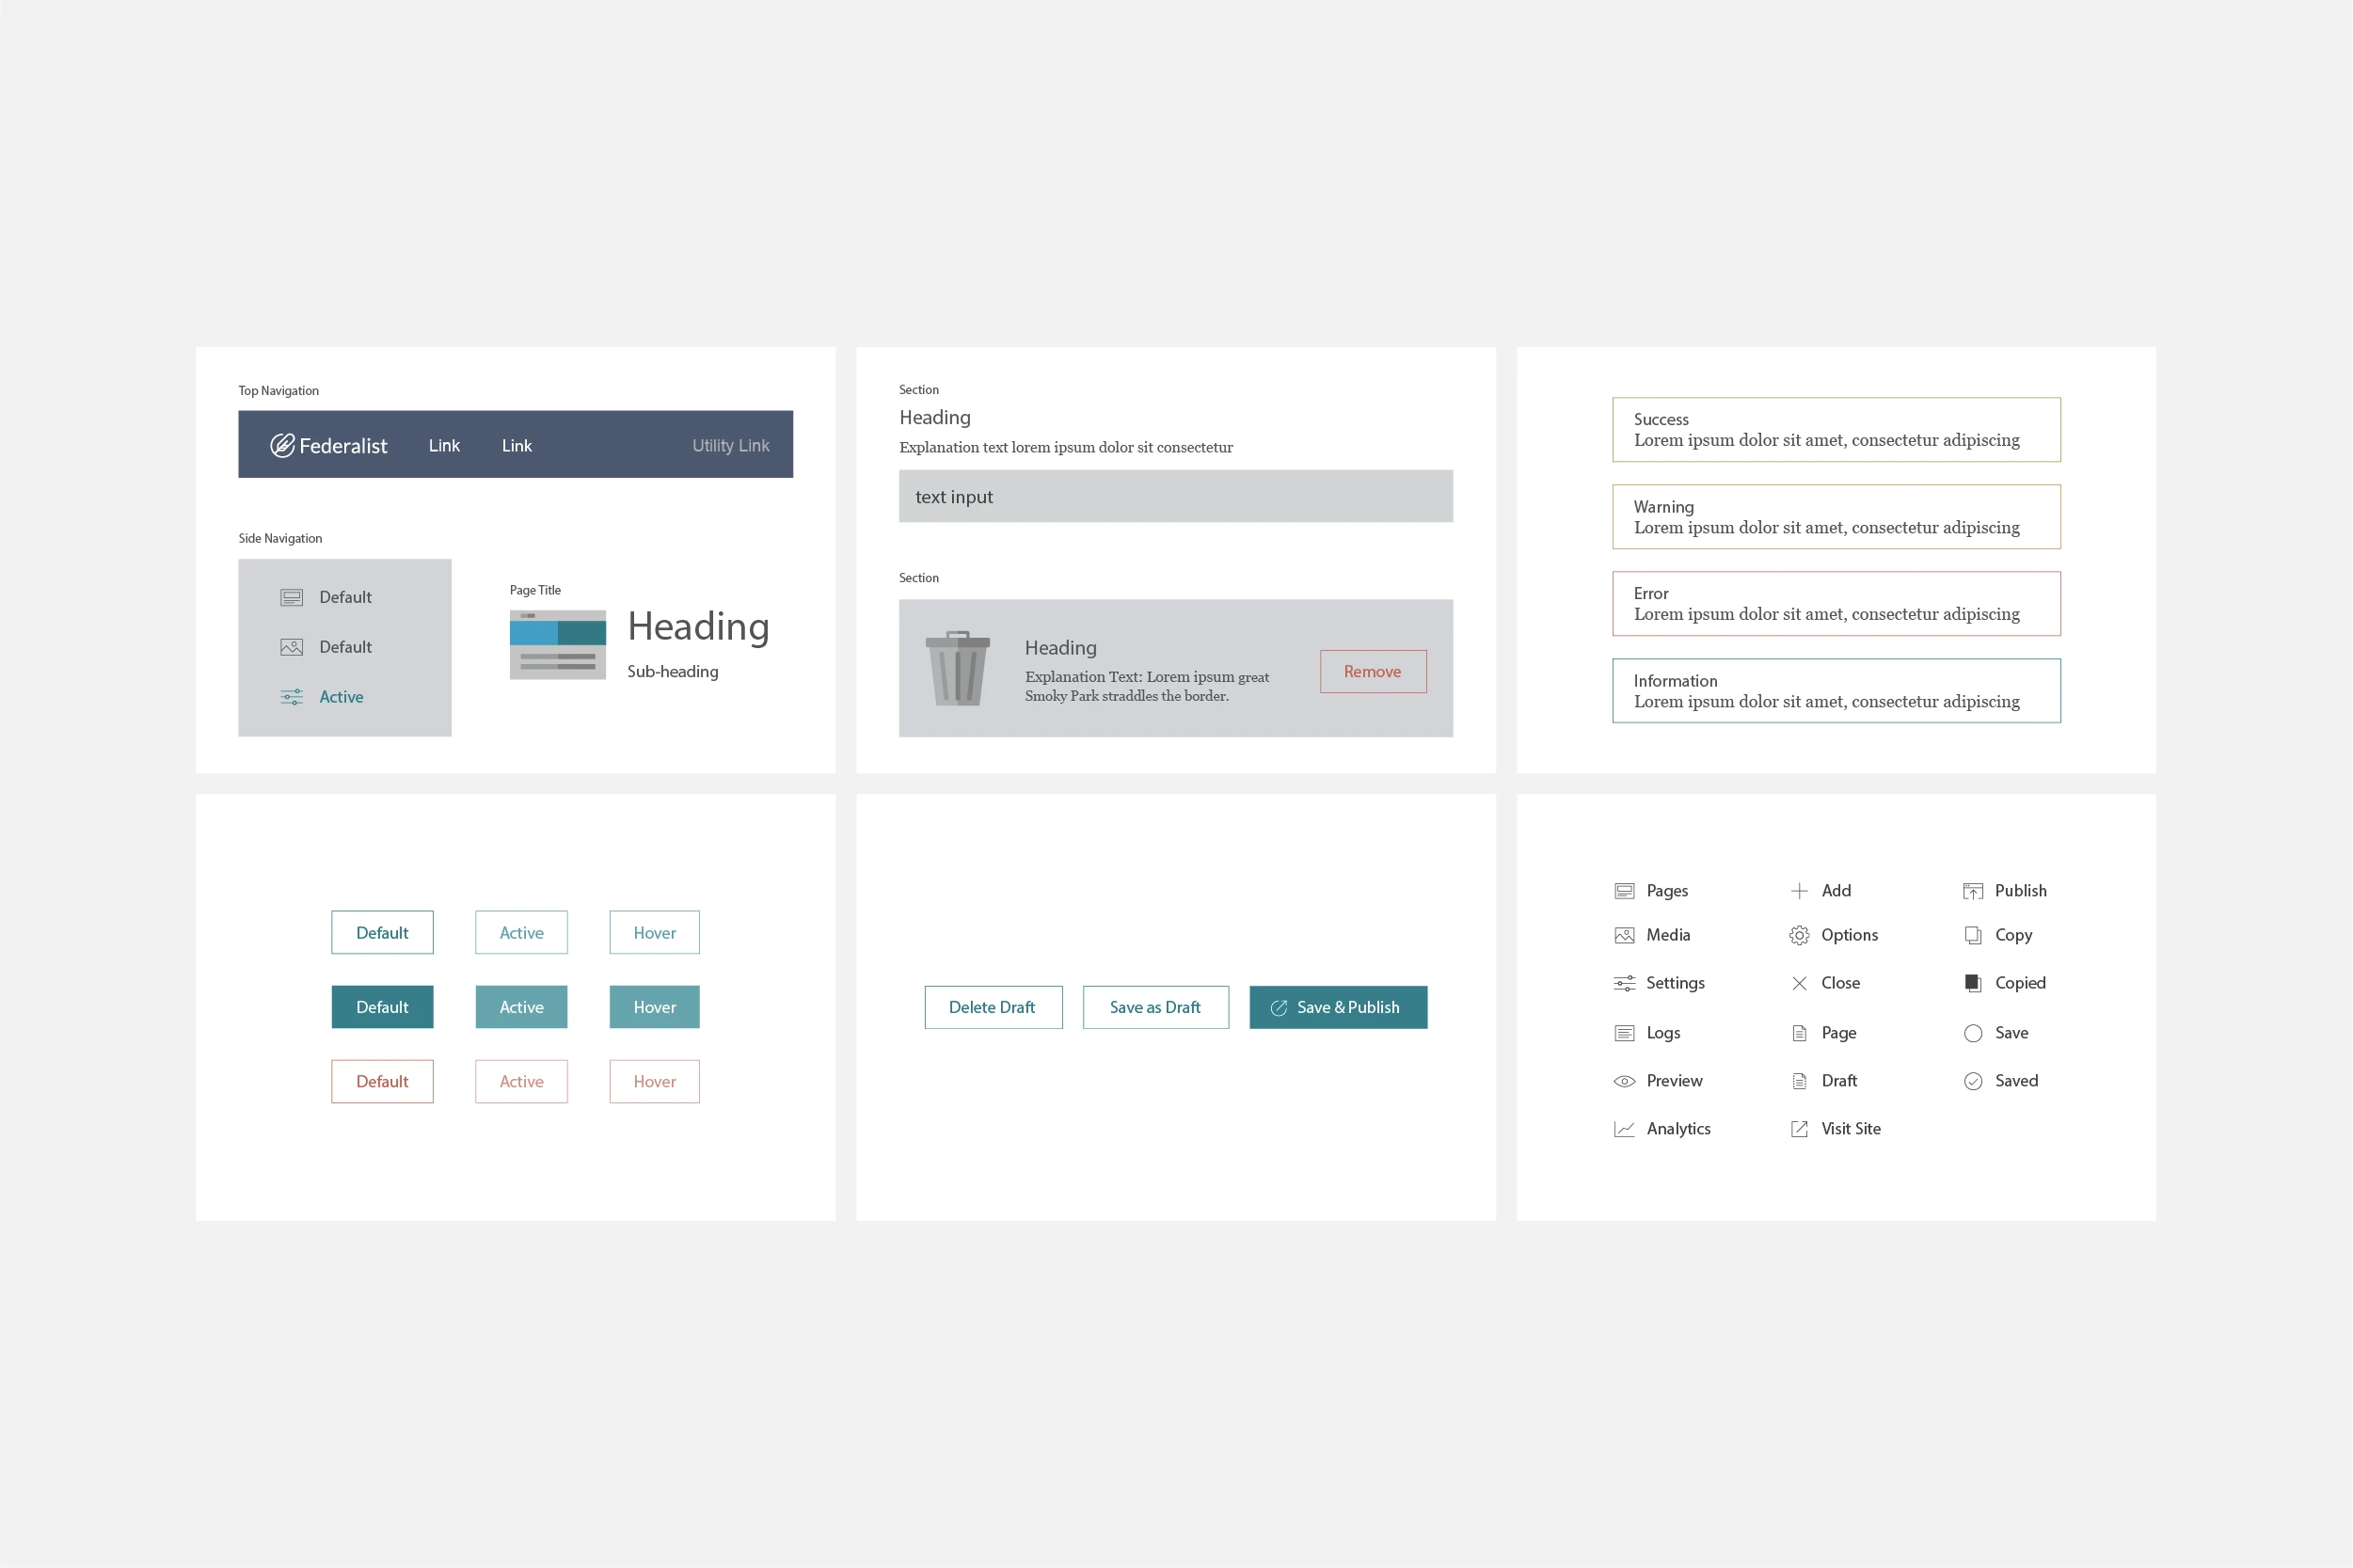 Top Navigation
Federalist Link Link Utility Link
Side Navigation
Default
Default
Active
Page Title
Heading
Sub-heading
Section
Heading
Explanation text lorem ipsum dolor sit consectetur
text input
Section
Heading
Explanation Text: Lorem ipsum great
Smoky Park straddles the border.
Remove
Success
Lorem ipsum dolor sit amet, consectetur adipiscing
Warning
Lorem ipsum dolor sit amet, consectetur adipiscing
Error
Lorem ipsum dolor sit amet, consectetur adipiscing
Information
Lorem ipsum dolor sit amet, consectetur adipiscing
Default Active Hover
Default Active Hover
Default Active Hover
Delete Draft Save as Draft Save & Publish
Pages Add Publish
Media Options Copy
Settings Close Copied
Logs Page Save
Preview Draft Saved
Analytics Visit Site